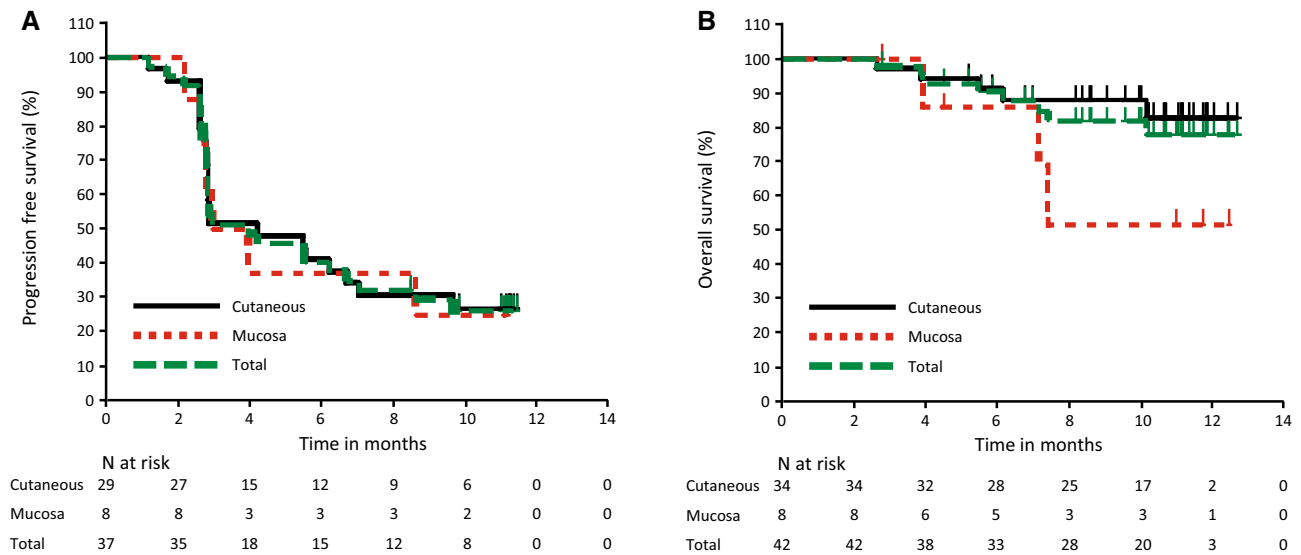 A
Progression free survival (%)
110
100
90
80
70
60
50
40
30
20
10
0
Cutaneous
Mucosa
Total
0 2 4 6 8 10 12 14
Time in months
N at risk
Cutaneous 29 27 15 12 9 6 0 0
Mucosa 8 8 3 3 3 2 0 0
Total 37 35 18 15 12 8 0 0
B
Overall survival (%)
110
100
90
80
70
60
50
40
30
20
10
0
Cutaneous
Mucosa
Total
0 2 4 6 8 10 12 14
Time in months
N at risk
Cutaneous 34 34 32 28 25 17 2 0
Mucosa 8 8 6 5 3 3 1 0
Total 42 42 38 33 28 20 3 0